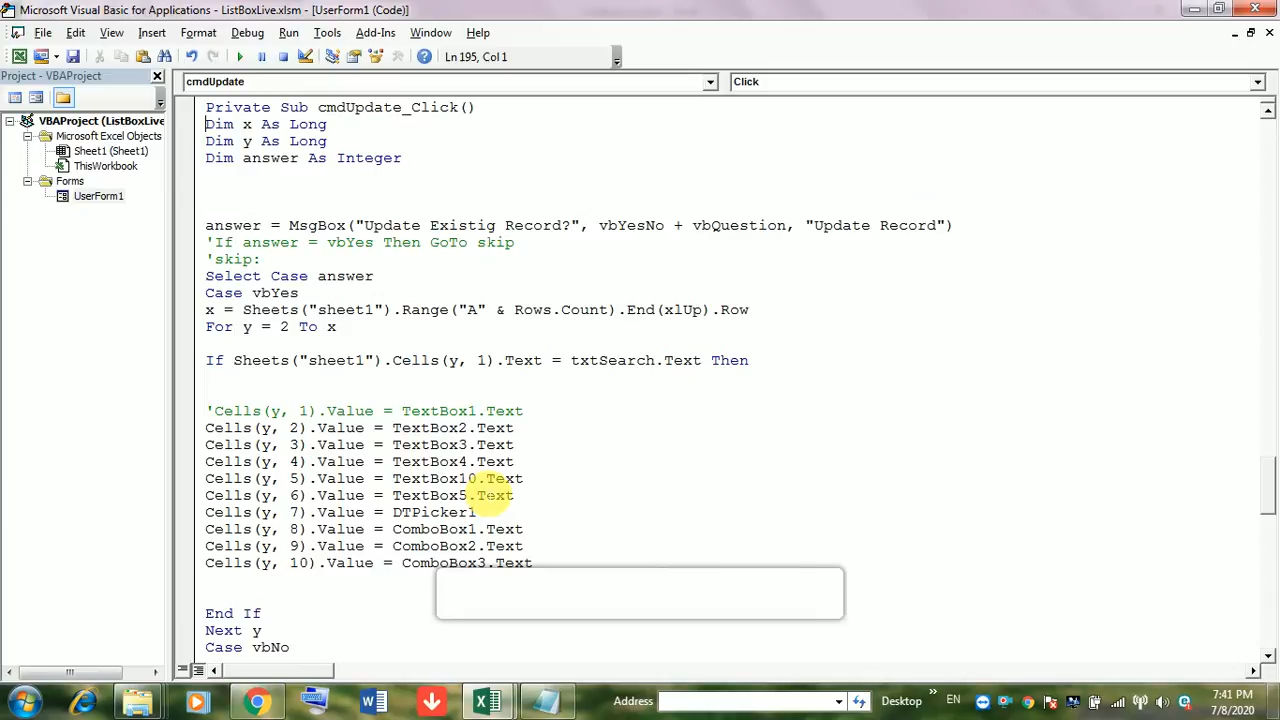 Microsoft Visual Basic for Applications - ListBoxLive.xlsm - [UserForm1 (Code)]
File Edit View Insert Format Debug Run Tools Add-Ins Window Help
Ln 195, Col 1
Project - VBAProject
cmdUpdate
Click
VBAProject (ListBoxLive
Microsoft Excel Objects
Sheet1 (Sheet1)
ThisWorkbook
Forms
UserForm1
Private Sub cmdUpdate_Click()
Dim x As Long
Dim y As Long
Dim answer As Integer
answer = MsgBox("Update Existig Record?", vbYesNo + vbQuestion, "Update Record")
'If answer = vbYes Then GoTo skip
'skip:
Select Case answer
Case vbYes
x = Sheets("sheet1").Range("A" & Rows.Count).End(xlUp).Row
For y = 2 To x
If Sheets("sheet1").Cells(y, 1).Text = txtSearch.Text Then
'Cells(y, 1).Value = TextBox1.Text
Cells(y, 2).Value = TextBox2.Text
Cells(y, 3).Value = TextBox3.Text
Cells(y, 4).Value = TextBox4.Text
Cells(y, 5).Value = TextBox10.Text
Cells(y, 6).Value = TextBox5.Text
Cells(y, 7).Value = DTPicker1
Cells(y, 8).Value = ComboBox1.Text
Cells(y, 9).Value = ComboBox2.Text
Cells(y, 10).Value = ComboBox3.Text
End If
Next y
Case vbNo
Address
Desktop
EN
7:41 PM
7/8/2020